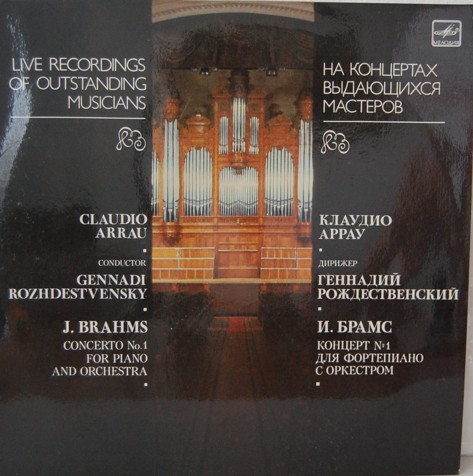 LIVE RECORDINGS
OF OUTSTANDING
MUSICIANS
CLAUDIO
ARRAU
CONDUCTOR
GENNADI
ROZHDESTVENSKY
J. BRAHMS
CONCERTO No.1
FOR PIANO
AND ORCHESTRA
МЕЛОДИЯ
НА КОНЦЕРТАХ
ВЫДАЮЩИХСЯ
МАСТЕРОВ
КЛАУДИО
АРРАУ
ДИРИЖЕР
ГЕННАДИЙ
РОЖДЕСТВЕНСКИЙ
И. БРАМС
КОНЦЕРТ №1
ДЛЯ ФОРТЕПИАНО
С ОРКЕСТРОМ